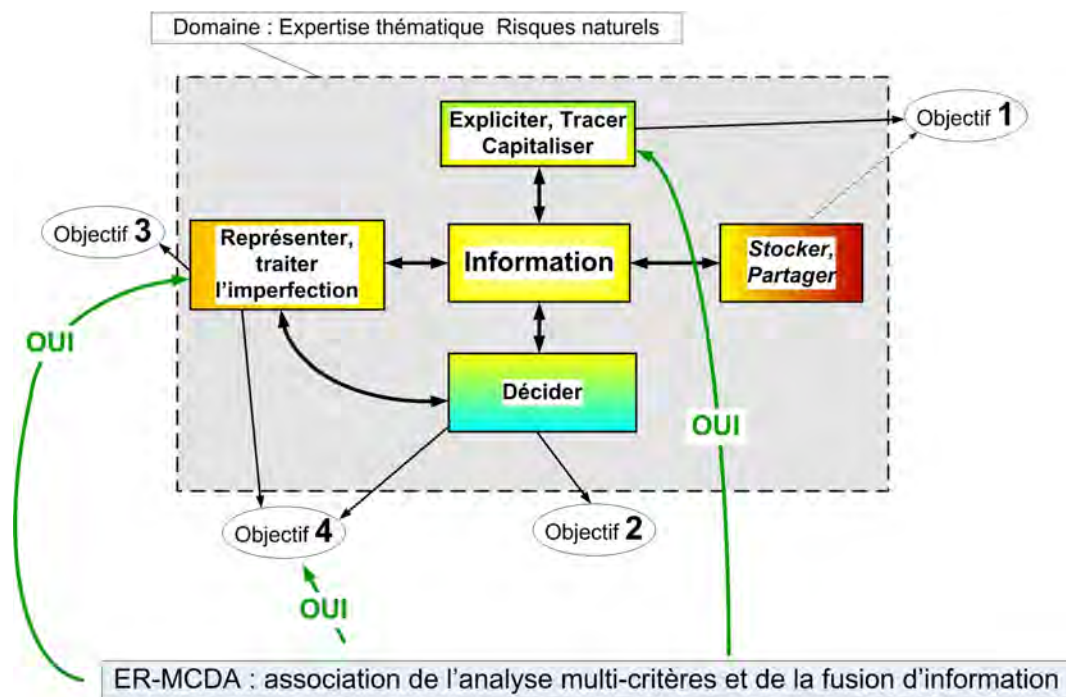 Domaine : Expertise thématique Risques naturels
Expliciter, Tracer
Capitaliser
Objectif 1
Objectif 3
Représenter,
traiter
l'imperfection
Information
Stocker,
Partager
OUI
Décider
OUI
Objectif 4
Objectif 2
OUI
ER-MCDA : association de l'analyse multi-critères et de la fusion d'information